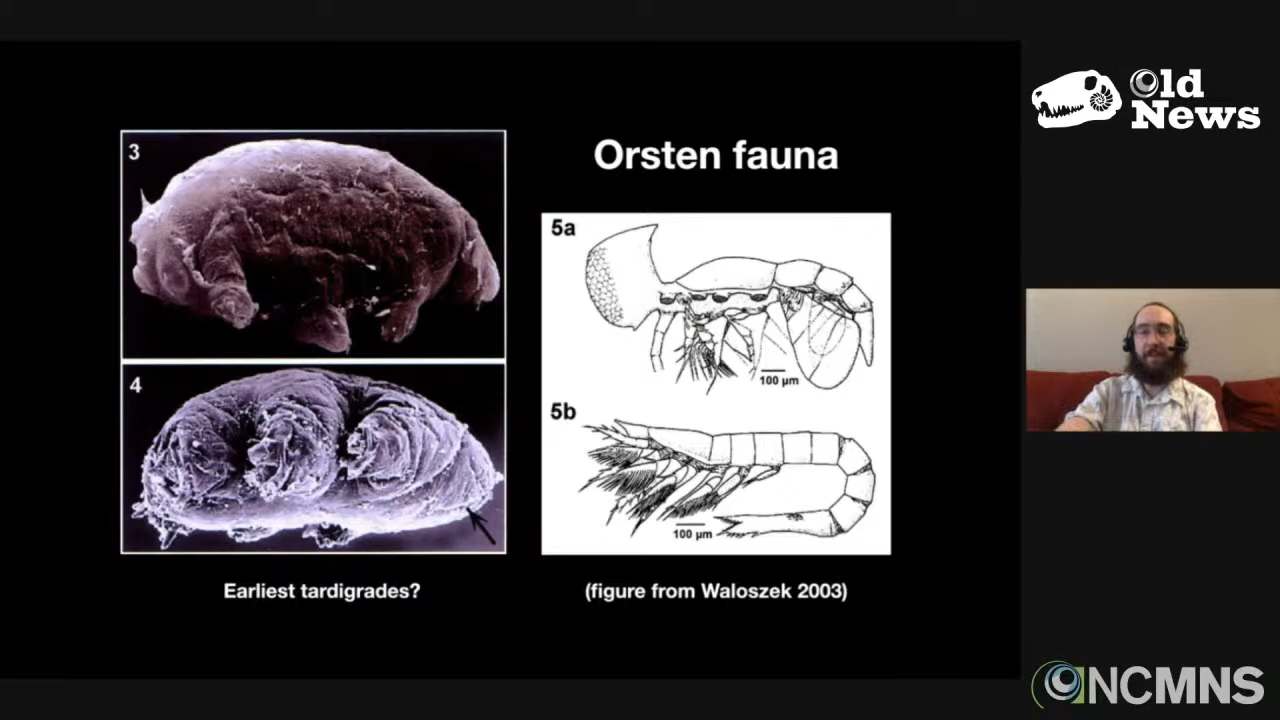 Orsten fauna
3
4
Earliest tardigrades?
5a
100 µm
5b
100 µm
(figure from Waloszek 2003)
Old
News
NCMNS